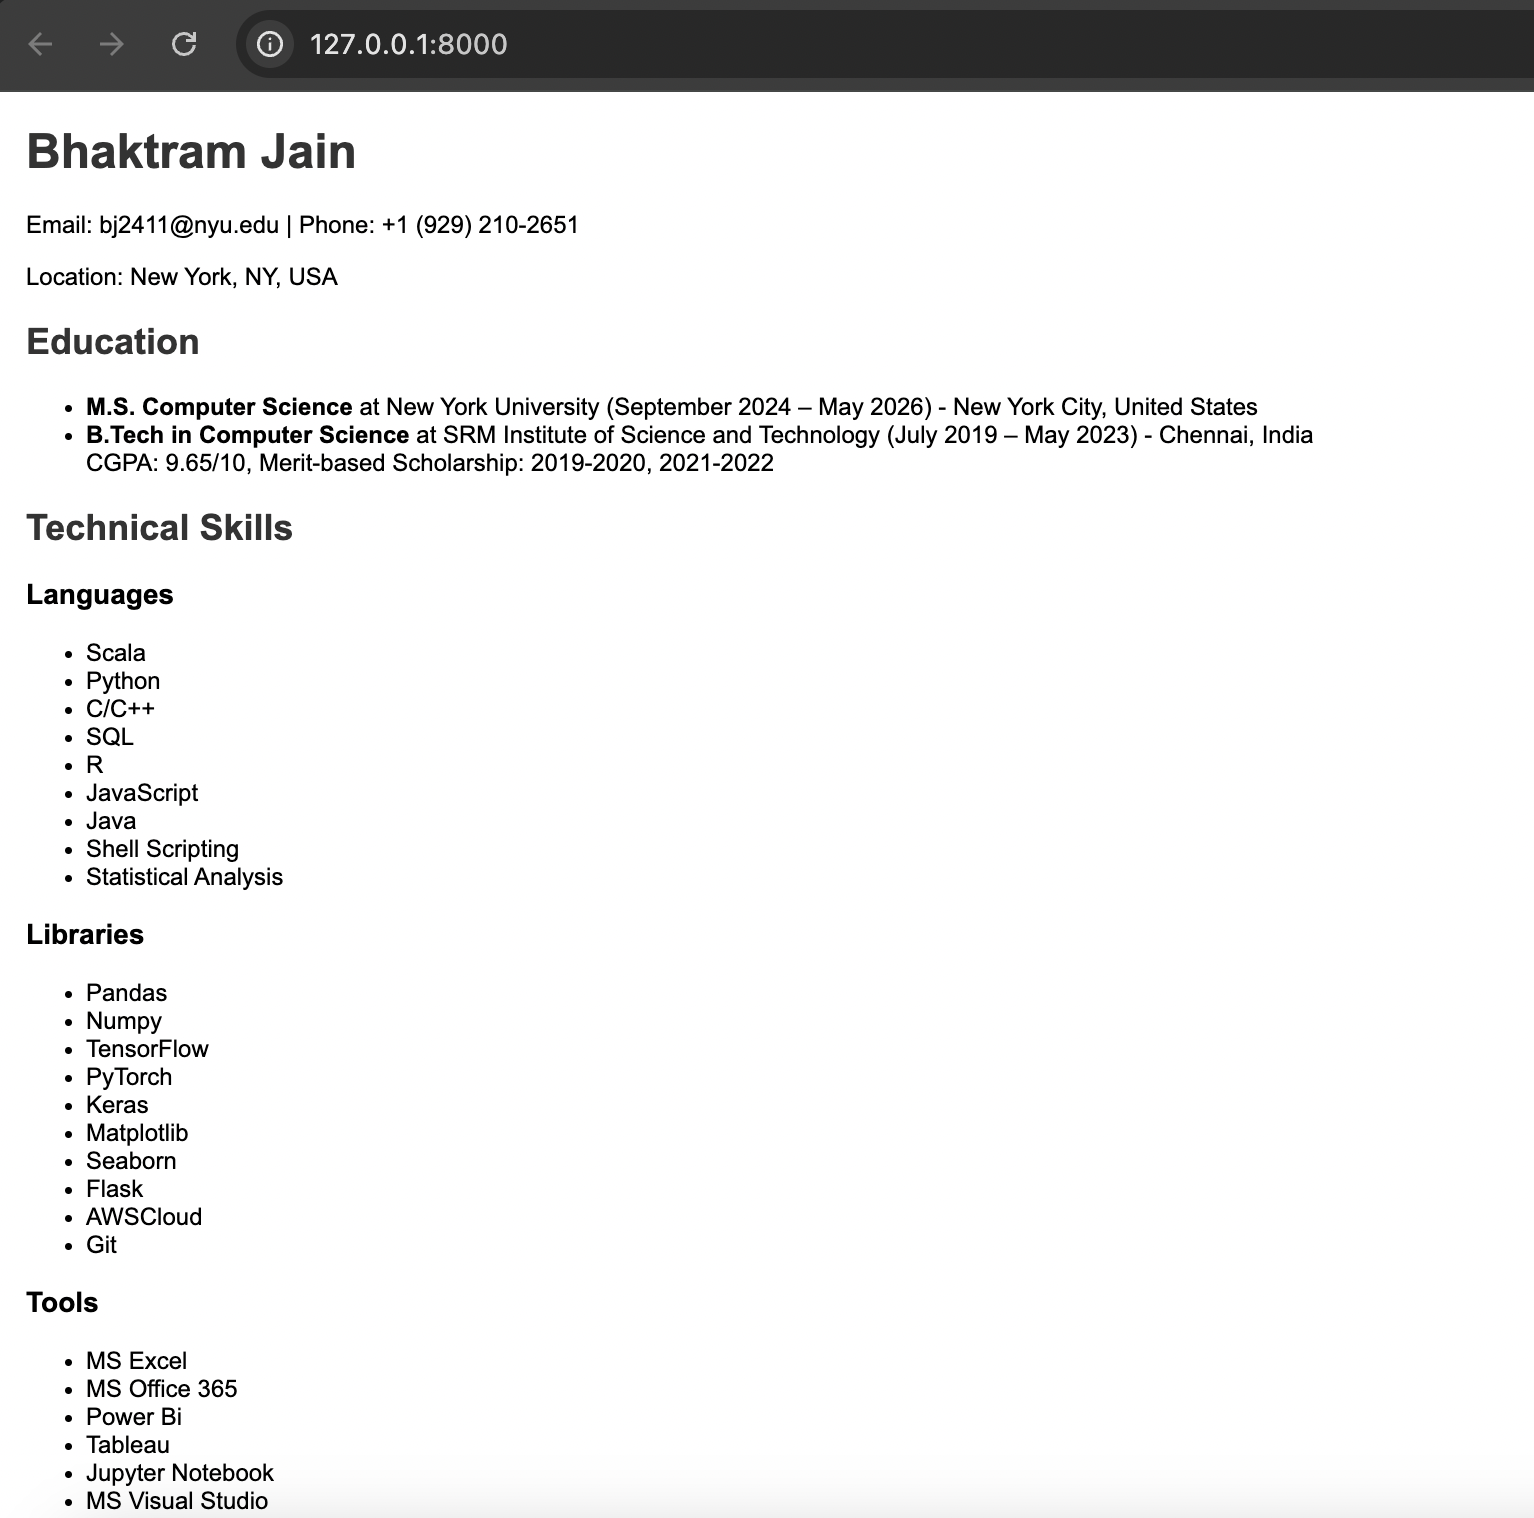 127.0.0.1:8000
Bhaktram Jain
Email: bj2411@nyu.edu | Phone: +1 (929) 210-2651
Location: New York, NY, USA
Education
• M.S. Computer Science at New York University (September 2024 – May 2026) - New York City, United States
• B.Tech in Computer Science at SRM Institute of Science and Technology (July 2019 – May 2023) - Chennai, India
CGPA: 9.65/10, Merit-based Scholarship: 2019-2020, 2021-2022
Technical Skills
Languages
• Scala
• Python
• C/C++
• SQL
• R
• JavaScript
• Java
• Shell Scripting
• Statistical Analysis
Libraries
• Pandas
• Numpy
• TensorFlow
• PyTorch
• Keras
• Matplotlib
• Seaborn
• Flask
• AWSCloud
• Git
Tools
• MS Excel
• MS Office 365
• Power Bi
• Tableau
• Jupyter Notebook
• MS Visual Studio